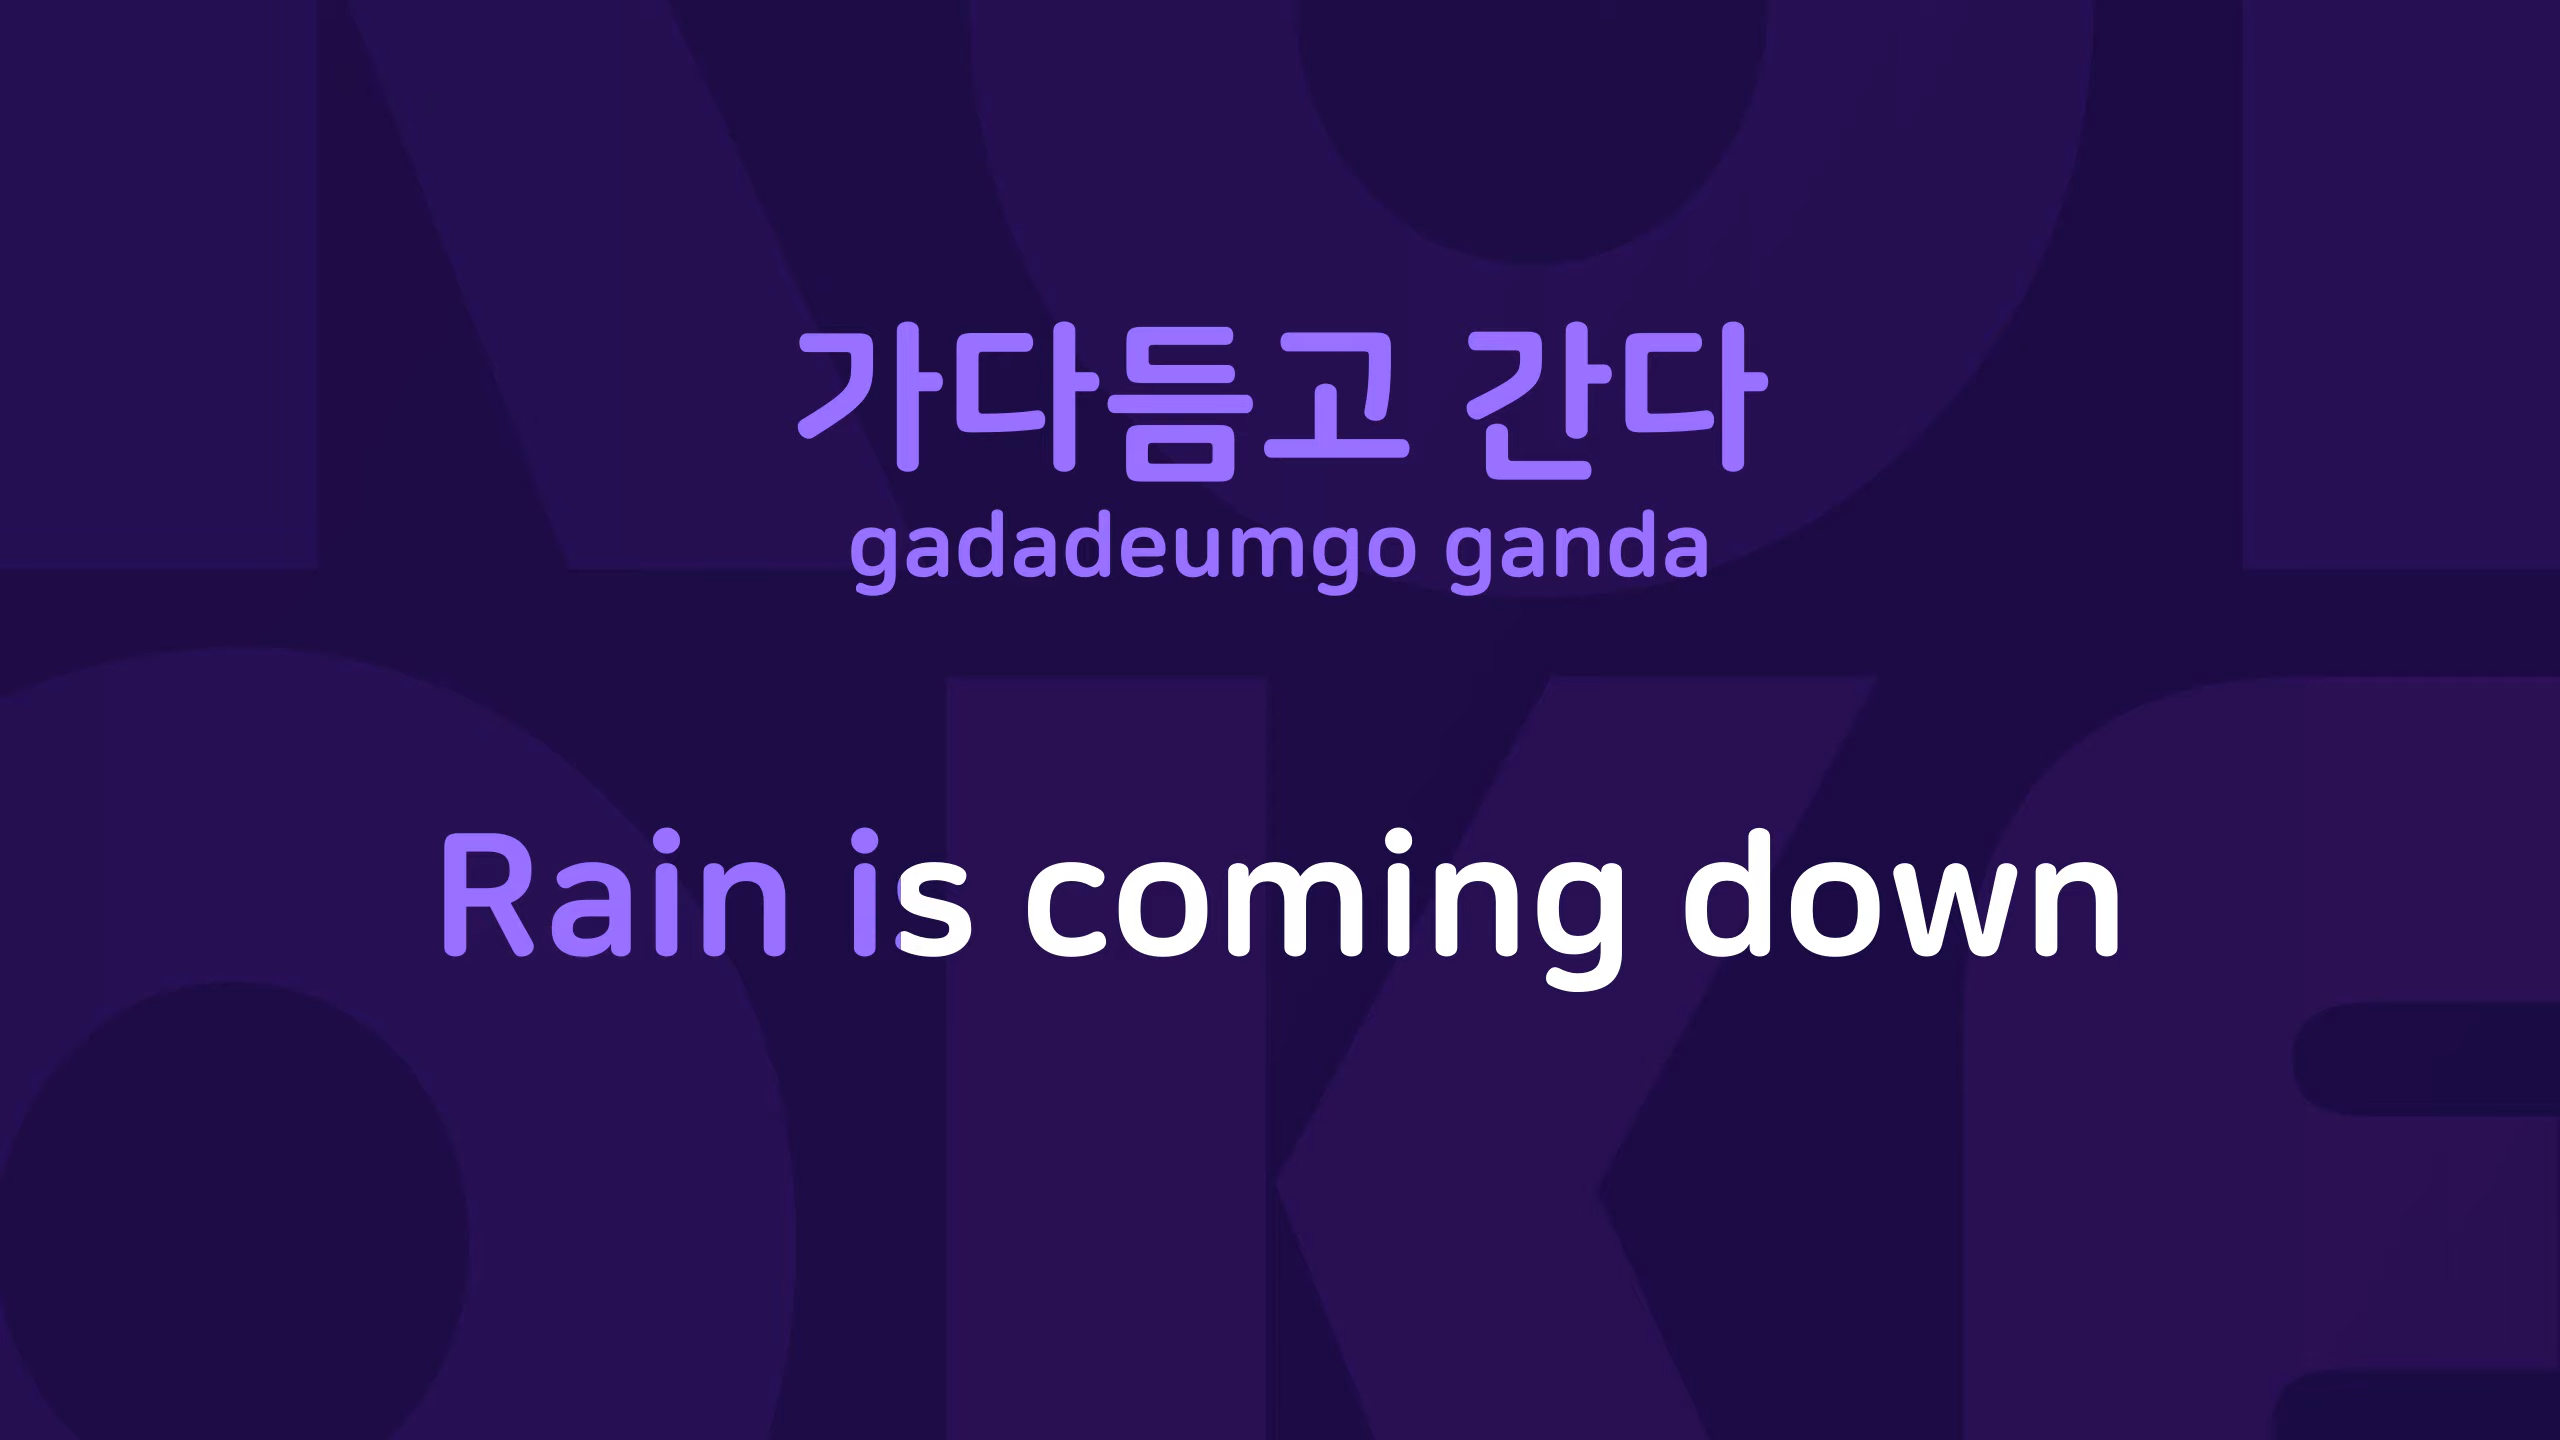 가다듬고 간다
gadadeumgo ganda
Rain is coming down